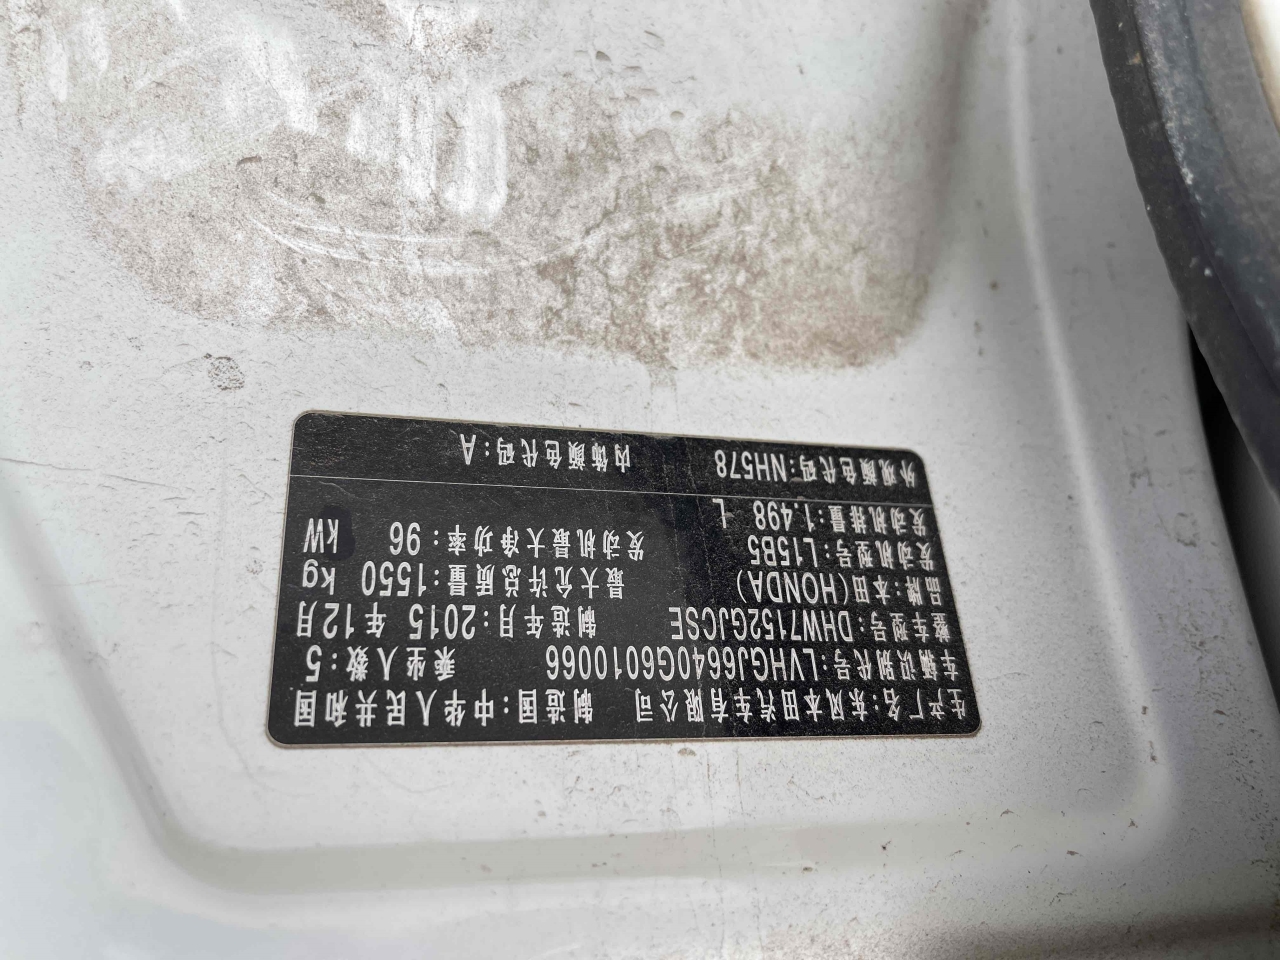 生产厂名:东风本田汽车有限公司 制造国:中华人民共和国
车辆识别代号:LVHGJ6640G6010066 乘坐人数:5
整车型号:DHW7152GJCSE 制造年月:2015 年 12月
品牌:本田(HONDA) 最大允许总质量:1550 kg
发动机型号:L15B5 发动机最大净功率:96 kW
发动机排量:1.498 L
外观颜色代码:NH578 内饰颜色代码:A